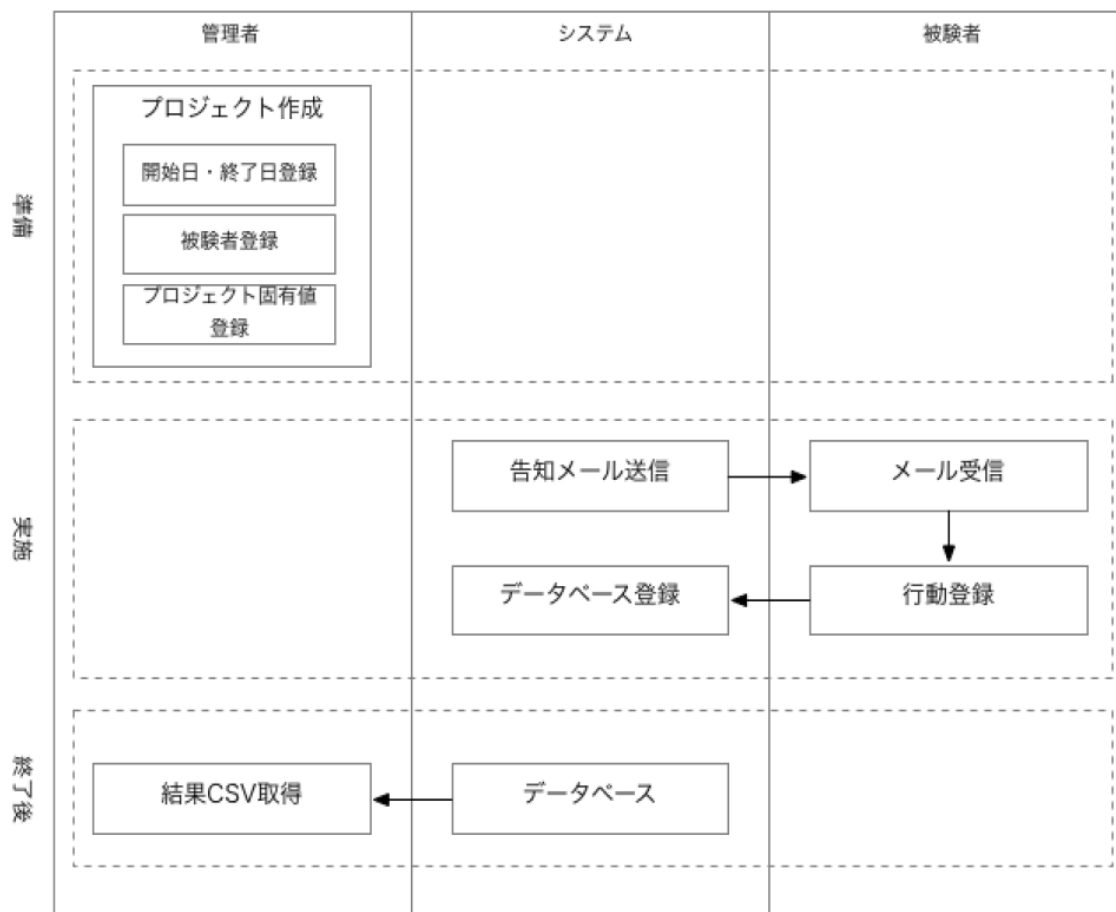 管理者
システム
被験者
準備
プロジェクト作成
開始日・終了日登録
被験者登録
プロジェクト固有値
登録
実施
告知メール送信
メール受信
データベース登録
行動登録
終了後
結果CSV取得
データベース